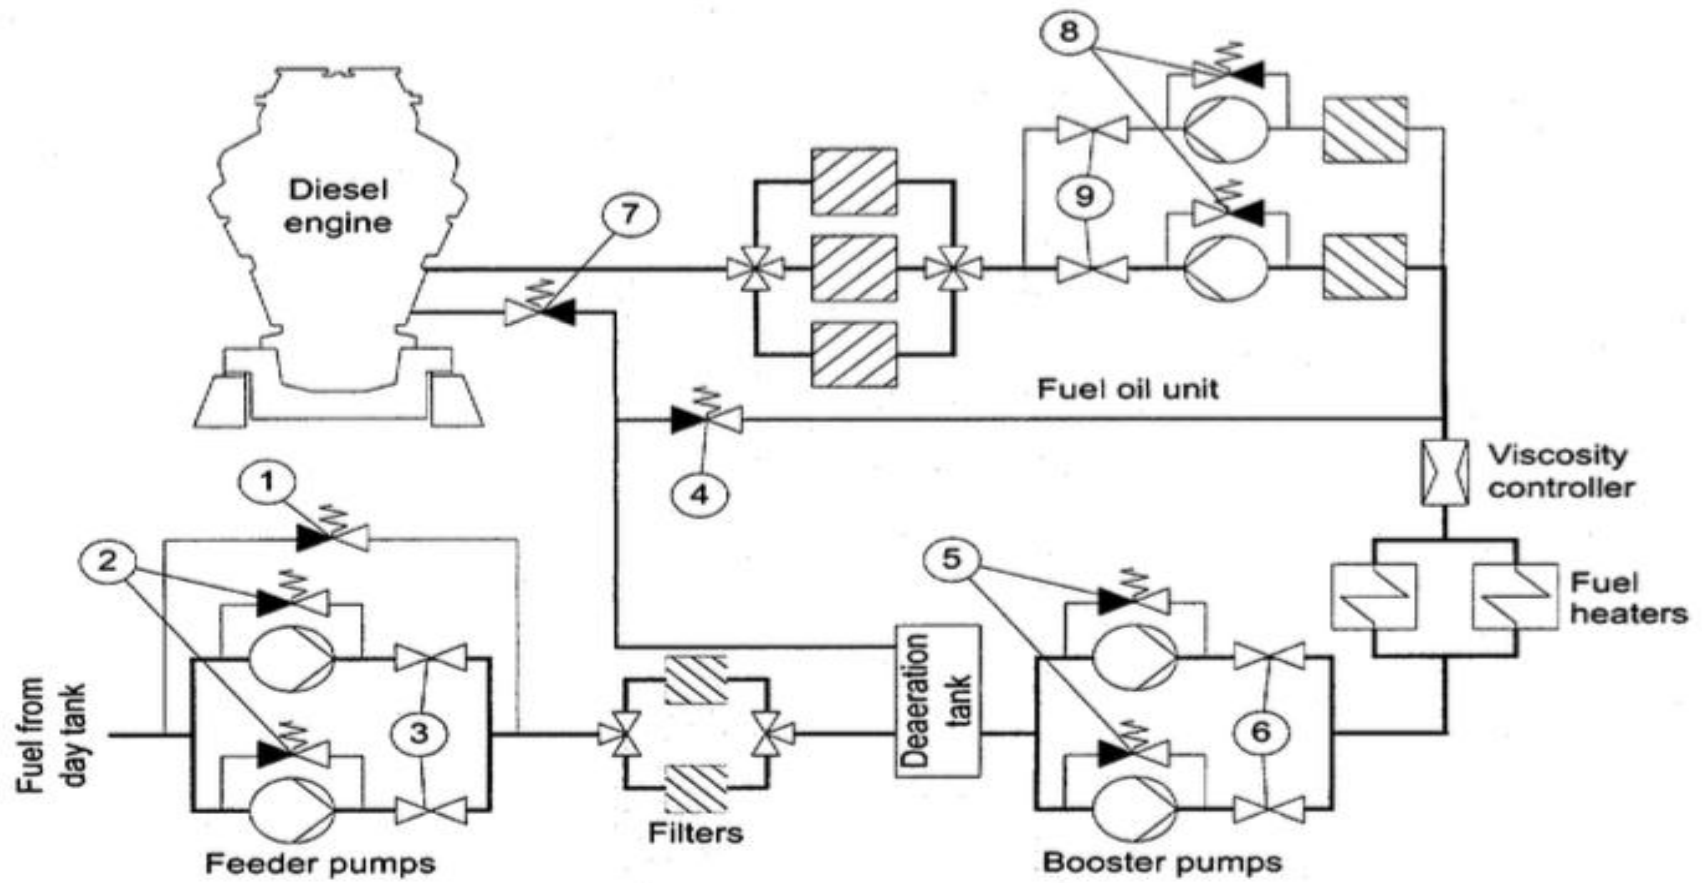 8
Diesel
engine
7
9
Fuel oil unit
4
Viscosity
controller
1
2
5
Fuel
heaters
Fuel from
day tank
3
Deaeration
tank
6
Filters
Feeder pumps
Booster pumps